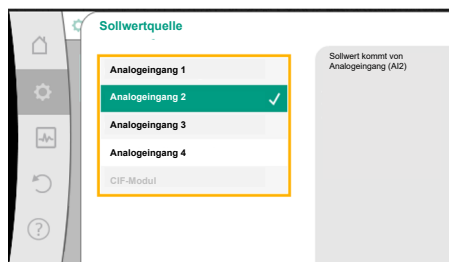 Sollwertquelle
Analogeingang 1
Analogeingang 2
Analogeingang 3
Analogeingang 4
CIF-Modul
Sollwert kommt von
Analogeingang (AI2)